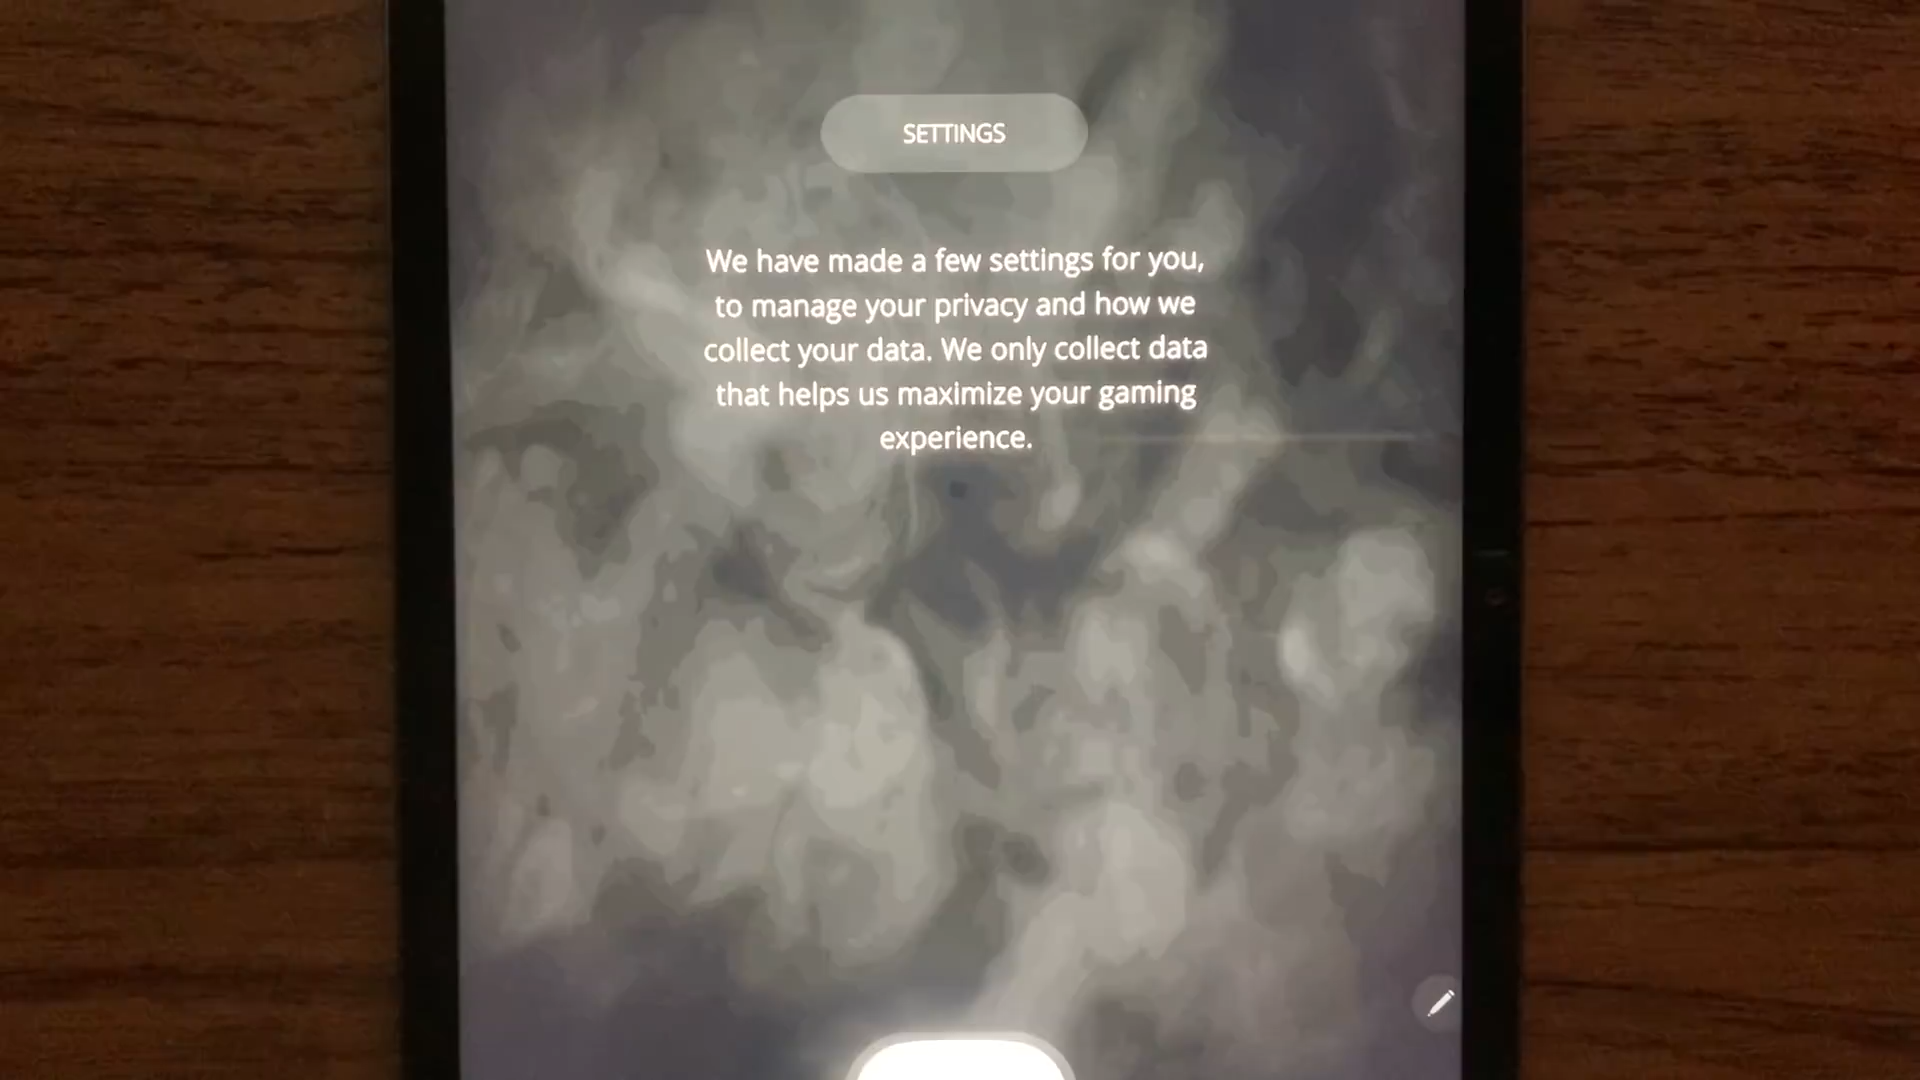 SETTINGS
We have made a few settings for you,
to manage your privacy and how we
collect your data. We only collect data
that helps us maximize your gaming
experience.